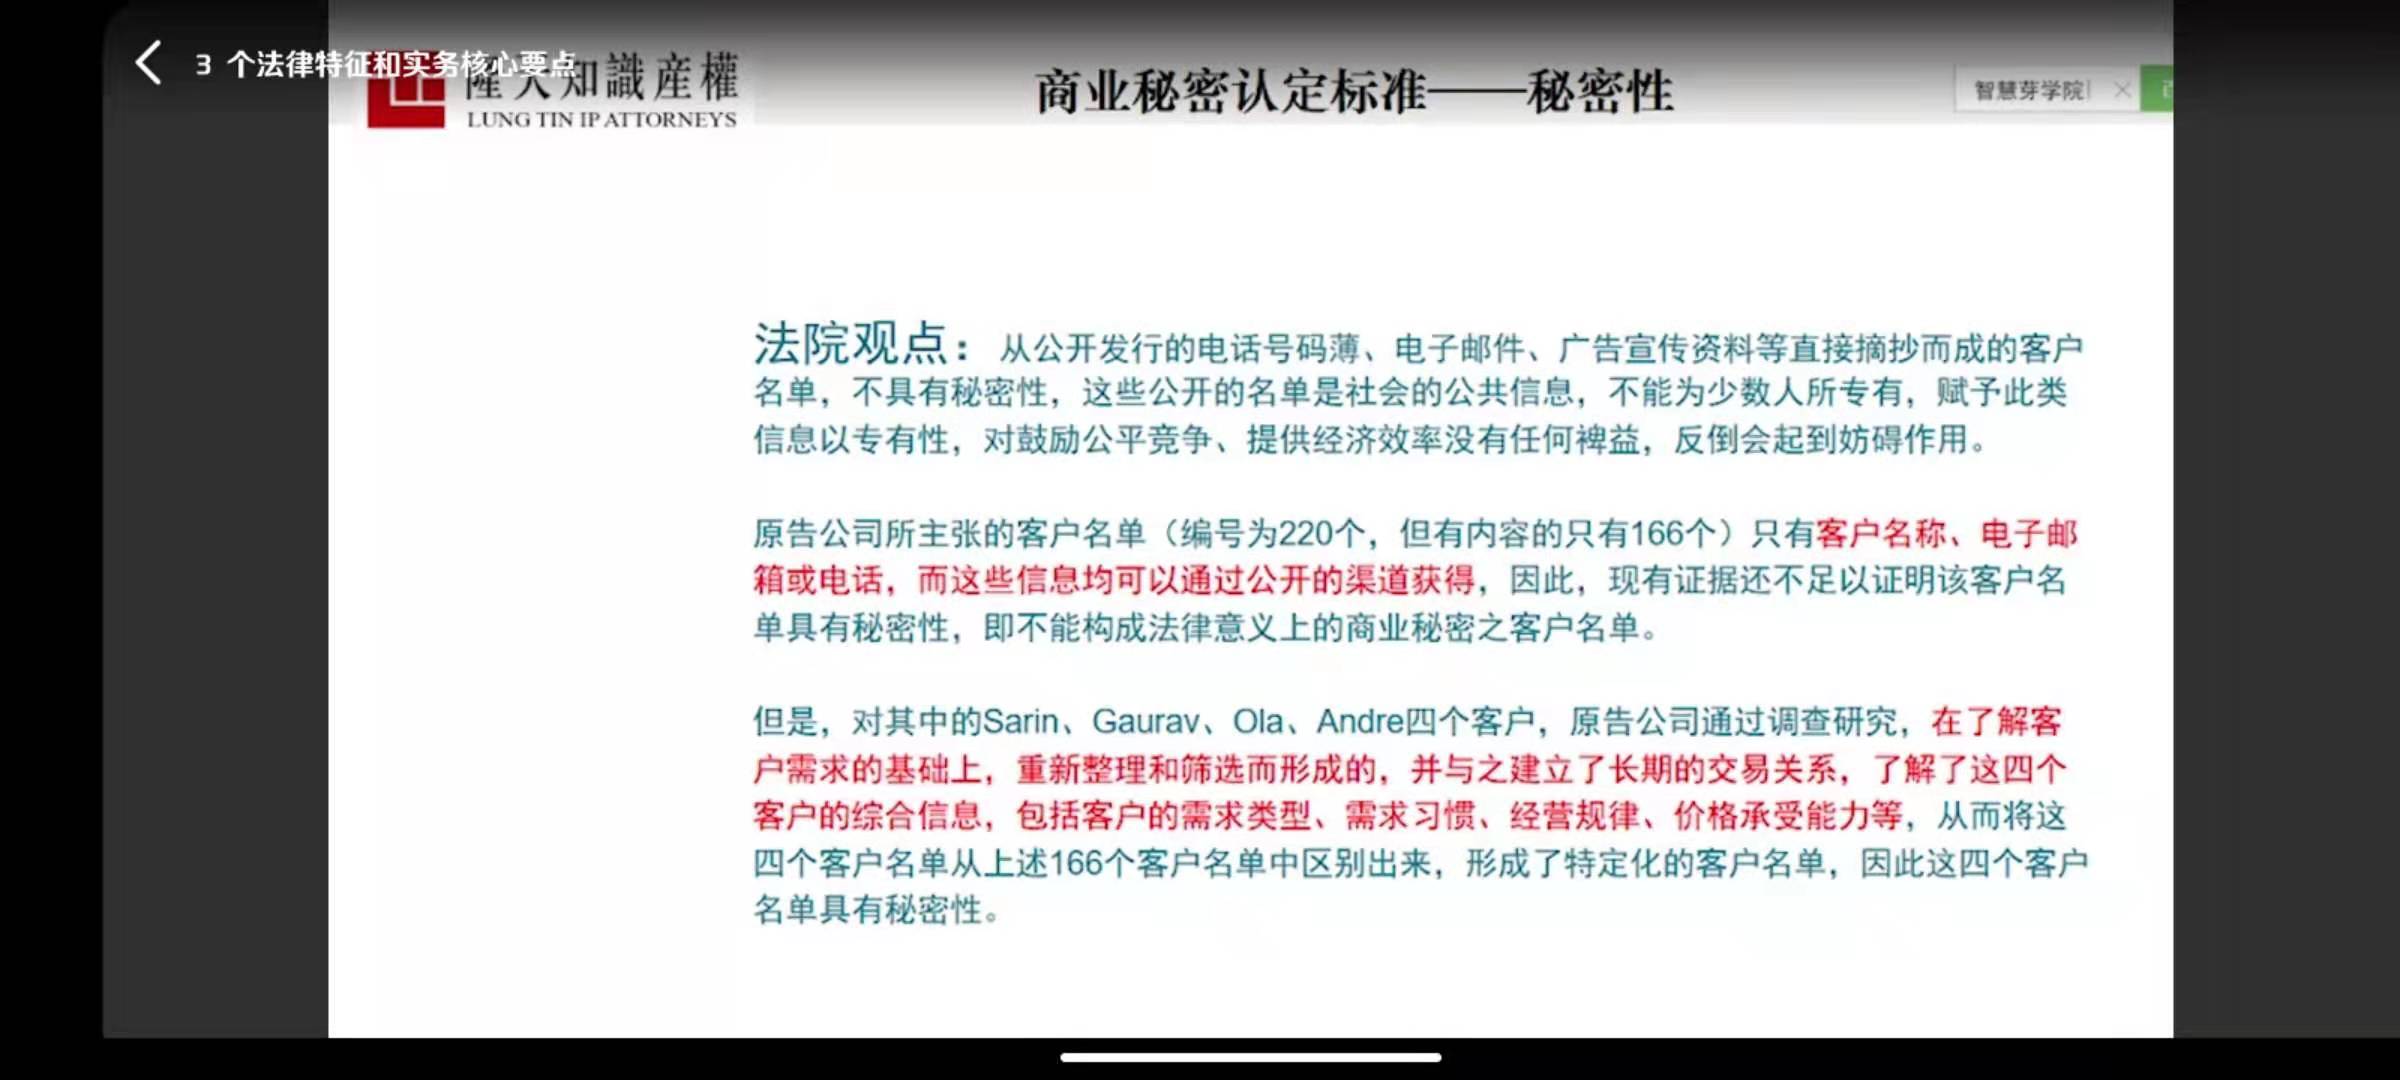 3 个法律特征和实务核心要点
隆天知識産權
LUNG TIN IP ATTORNEYS
商业秘密认定标准——秘密性
智慧芽学院
法院观点：从公开发行的电话号码薄、电子邮件、广告宣传资料等直接摘抄而成的客户
名单，不具有秘密性，这些公开的名单是社会的公共信息，不能为少数人所专有，赋予此类
信息以专有性，对鼓励公平竞争、提供经济效率没有任何裨益，反倒会起到妨碍作用。
原告公司所主张的客户名单（编号为220个，但有内容的只有166个）只有客户名称、电子邮
箱或电话，而这些信息均可以通过公开的渠道获得，因此，现有证据还不足以证明该客户名
单具有秘密性，即不能构成法律意义上的商业秘密之客户名单。
但是，对其中的Sarin、Gaurav、Ola、Andre四个客户，原告公司通过调查研究，在了解客
户需求的基础上，重新整理和筛选而形成的，并与之建立了长期的交易关系，了解了这四个
客户的综合信息，包括客户的需求类型、需求习惯、经营规律、价格承受能力等，从而将这
四个客户名单从上述166个客户名单中区别出来，形成了特定化的客户名单，因此这四个客户
名单具有秘密性。